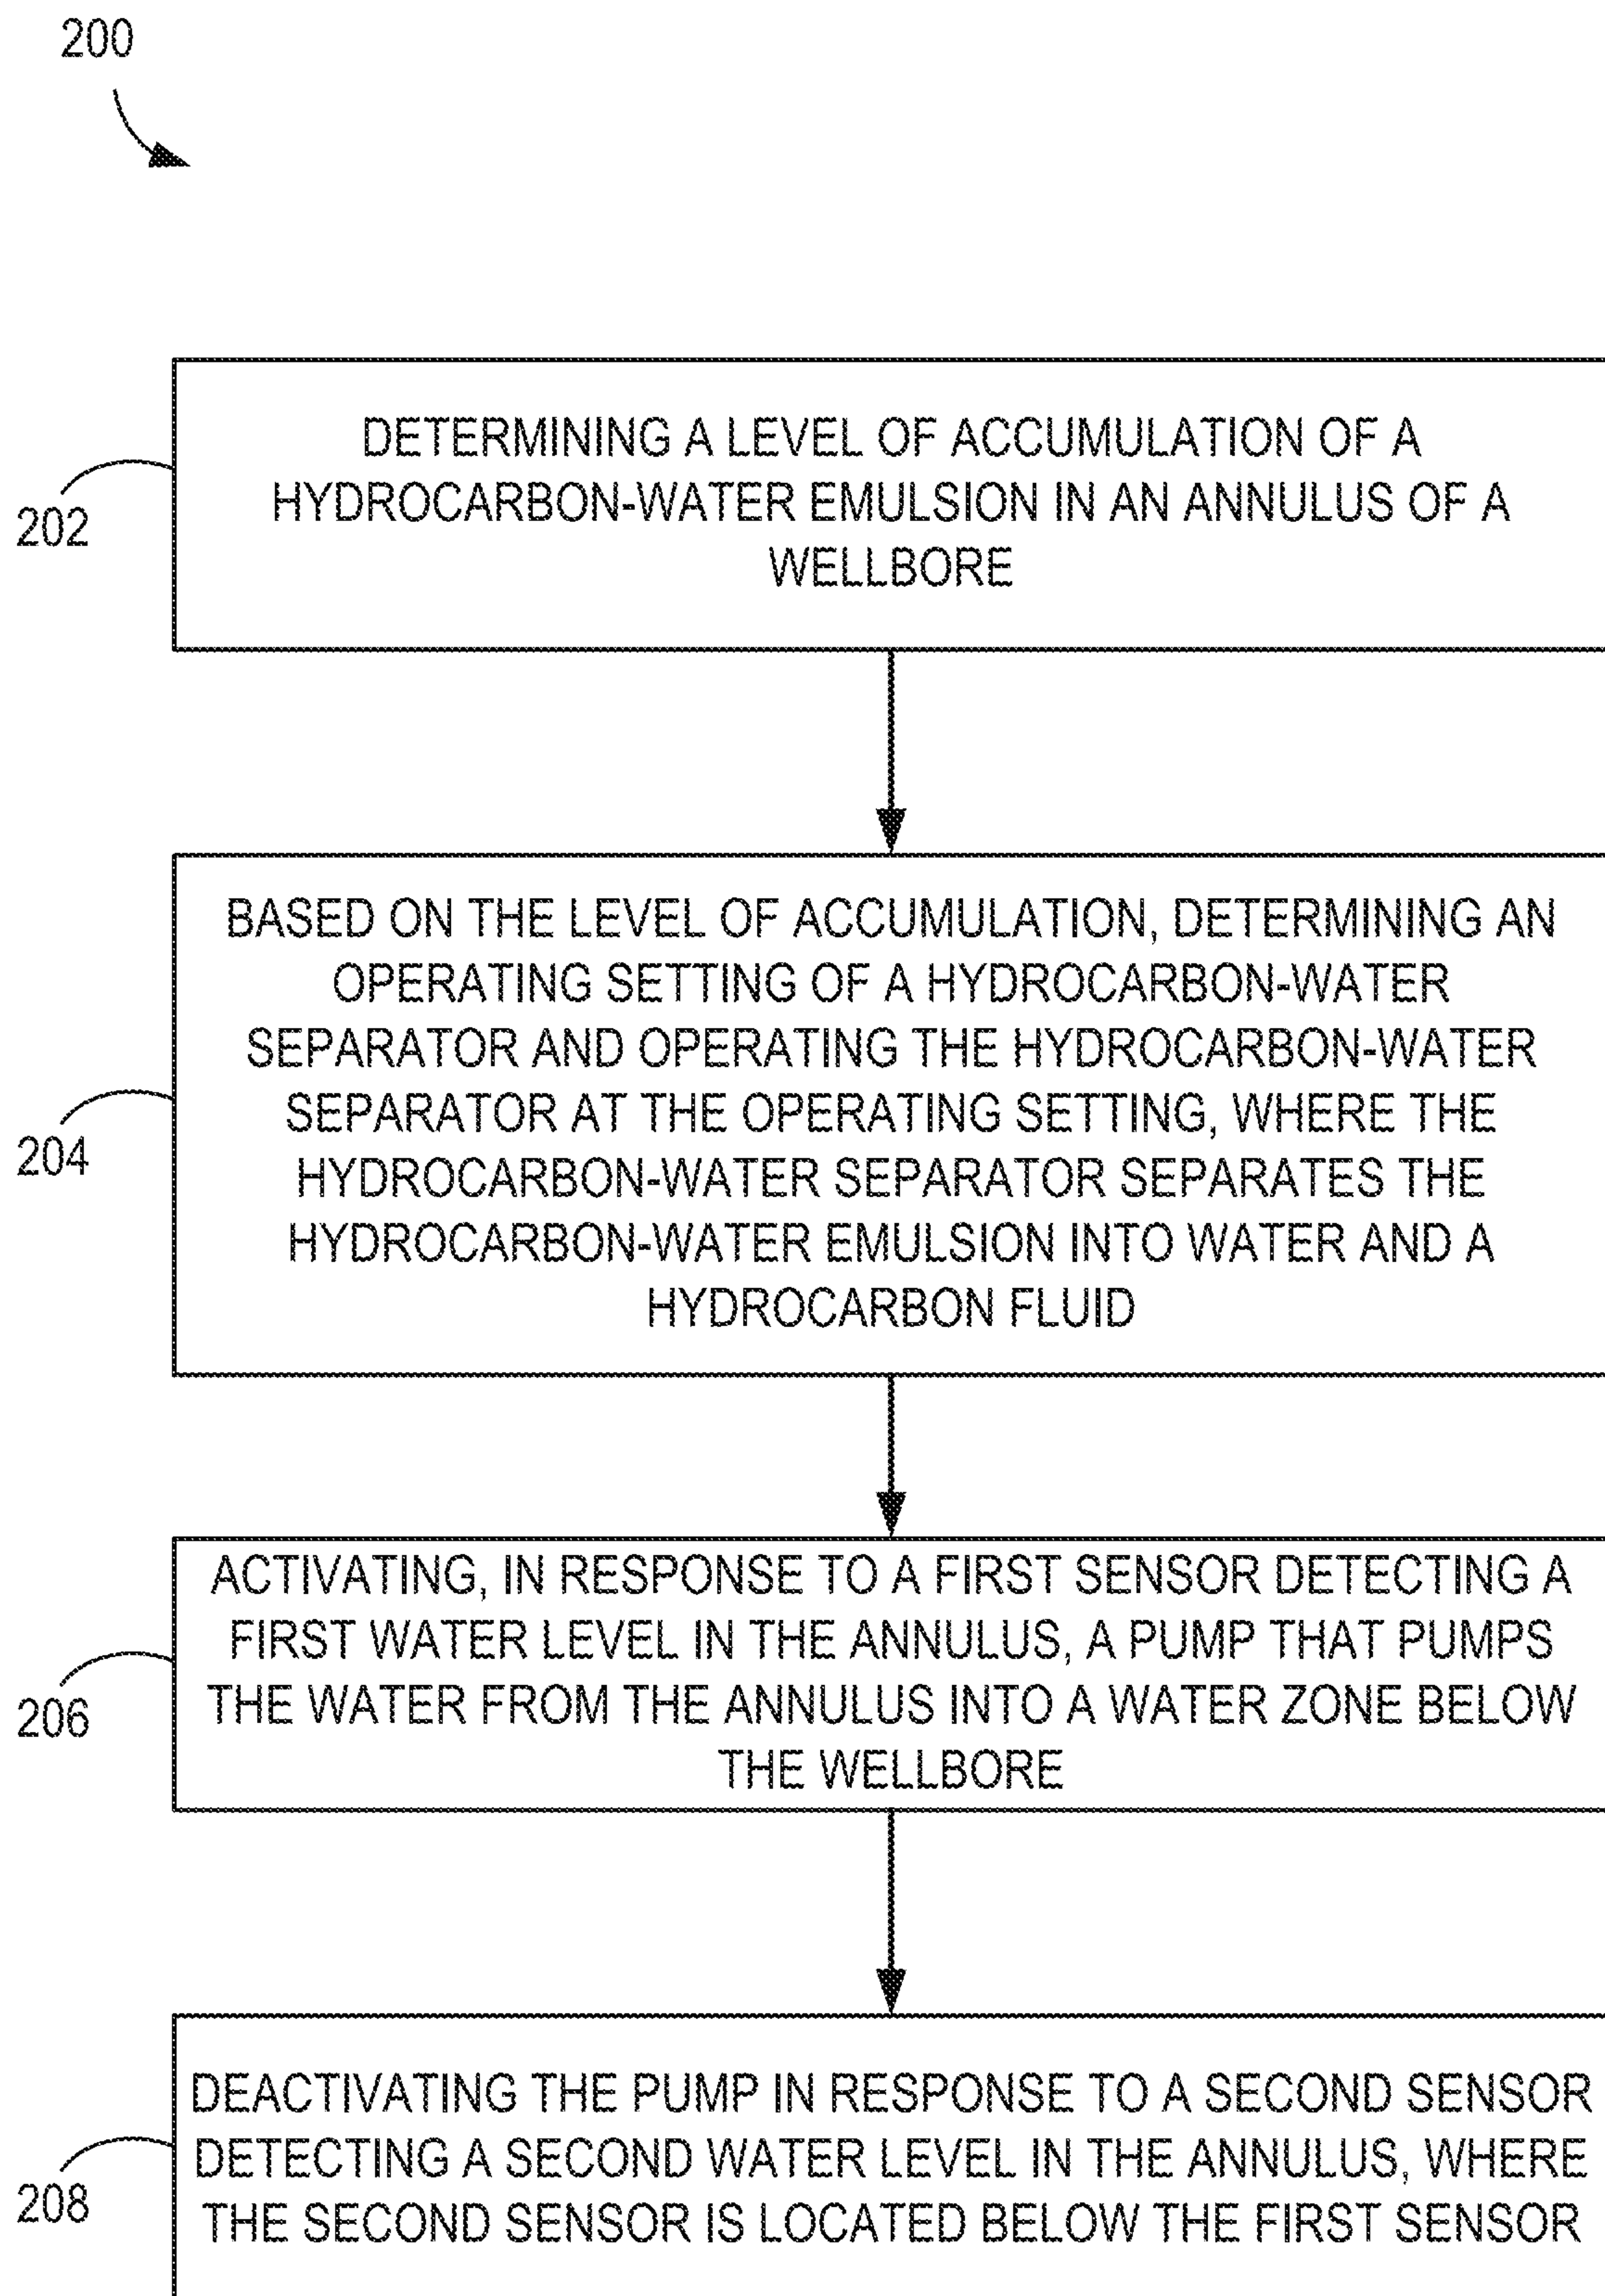 200
202
DETERMINING A LEVEL OF ACCUMULATION OF A
HYDROCARBON-WATER EMULSION IN AN ANNULUS OF A
WELLBORE
204
BASED ON THE LEVEL OF ACCUMULATION, DETERMINING AN
OPERATING SETTING OF A HYDROCARBON-WATER
SEPARATOR AND OPERATING THE HYDROCARBON-WATER
SEPARATOR AT THE OPERATING SETTING, WHERE THE
HYDROCARBON-WATER SEPARATOR SEPARATES THE
HYDROCARBON-WATER EMULSION INTO WATER AND A
HYDROCARBON FLUID
206
ACTIVATING, IN RESPONSE TO A FIRST SENSOR DETECTING A
FIRST WATER LEVEL IN THE ANNULUS, A PUMP THAT PUMPS
THE WATER FROM THE ANNULUS INTO A WATER ZONE BELOW
THE WELLBORE
208
DEACTIVATING THE PUMP IN RESPONSE TO A SECOND SENSOR
DETECTING A SECOND WATER LEVEL IN THE ANNULUS, WHERE
THE SECOND SENSOR IS LOCATED BELOW THE FIRST SENSOR